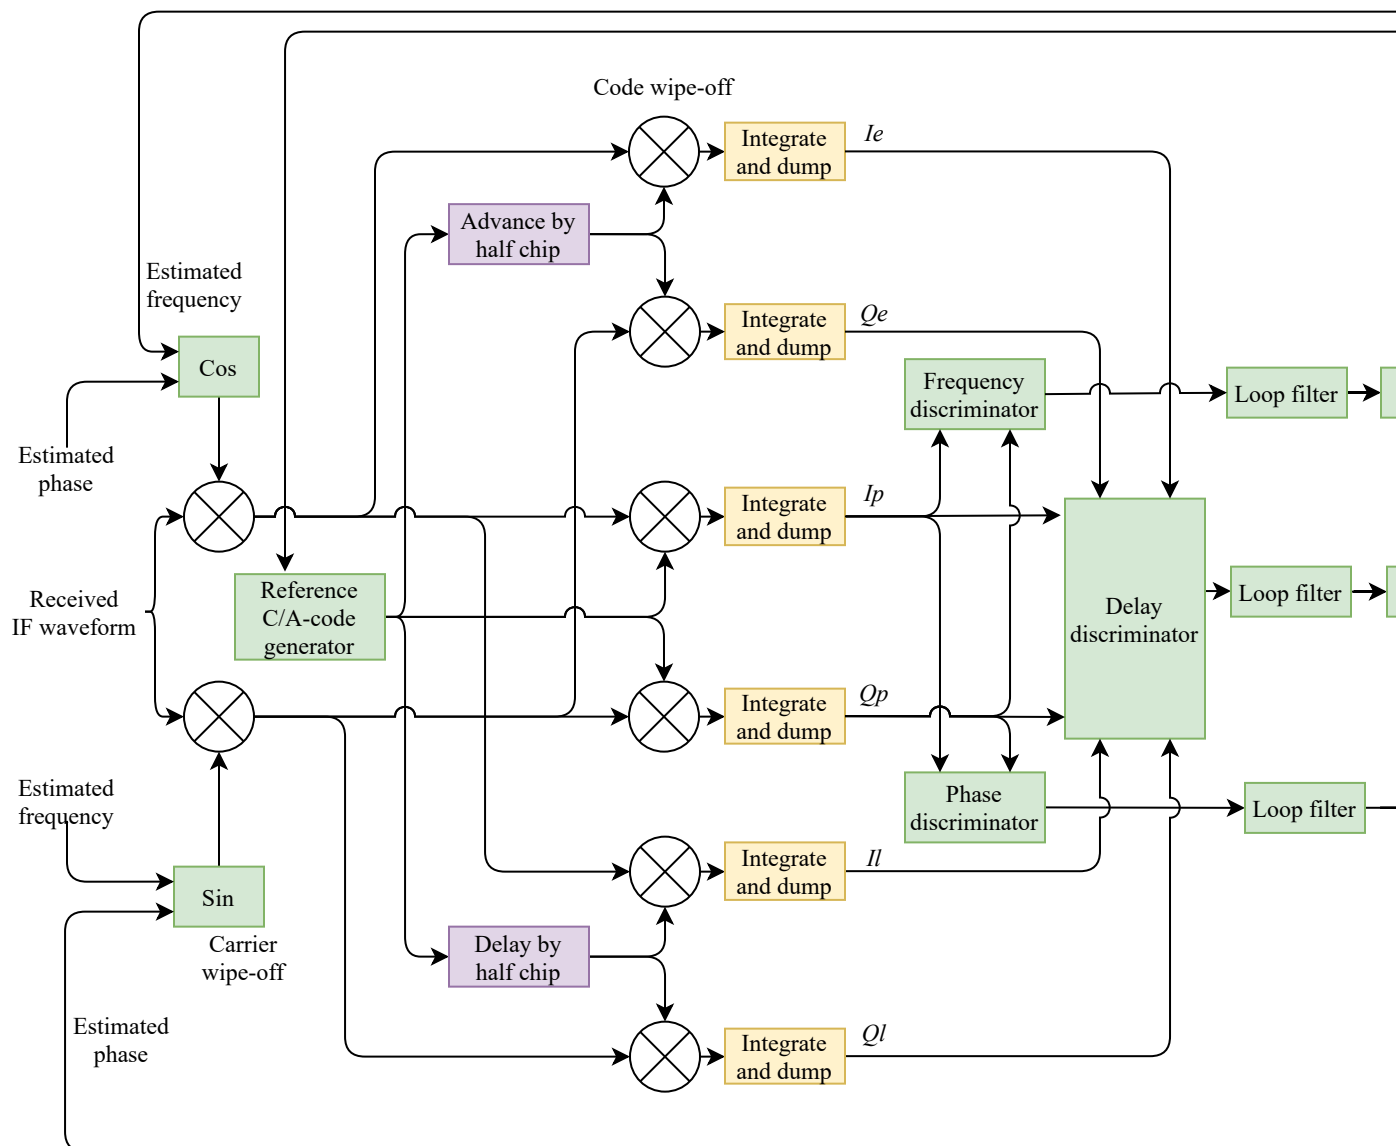 Code wipe-off
Integrate
and dump
Ie
Advance by
half chip
Estimated
frequency
Integrate
and dump
Qe
Cos
Frequency
discriminator
Loop filter
Estimated
phase
Integrate
and dump
Ip
Reference
C/A-code
generator
Received
IF waveform
Delay
discriminator
Loop filter
Integrate
and dump
Qp
Estimated
frequency
Phase
discriminator
Loop filter
Integrate
and dump
Il
Sin
Carrier
wipe-off
Delay by
half chip
Estimated
phase
Integrate
and dump
Ql